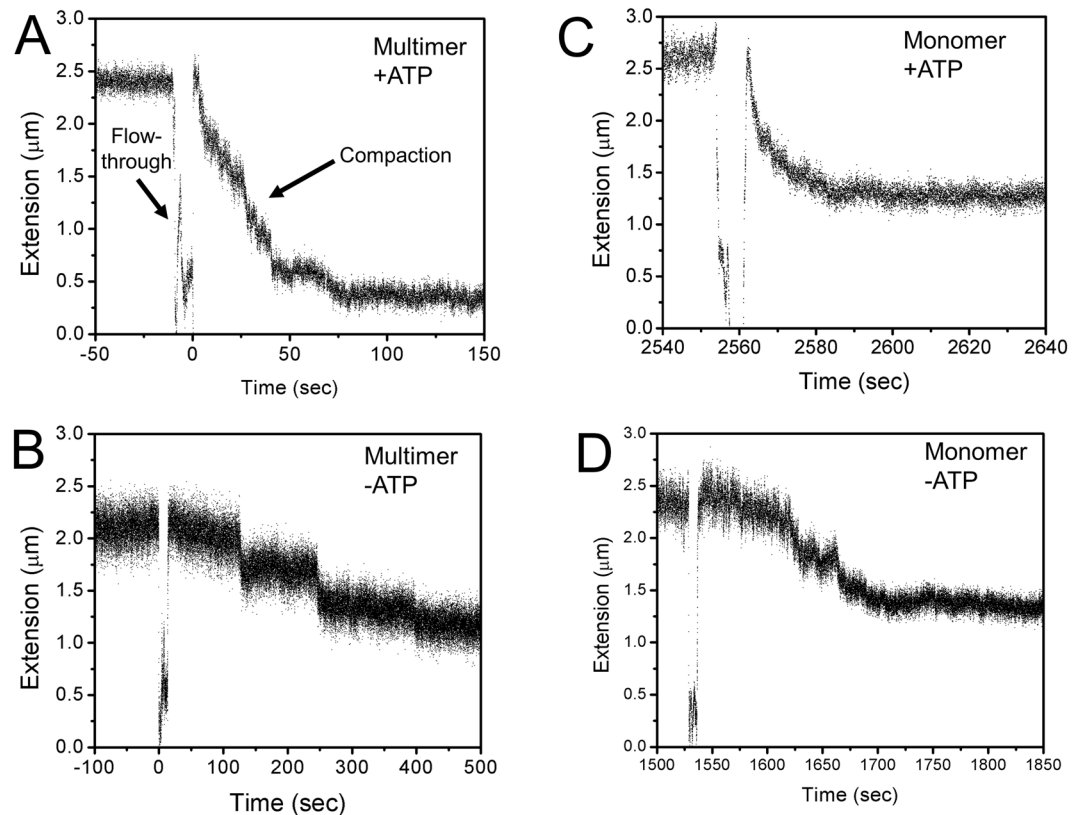 A
Multimer
+ATP
Flow-
through
Compaction
Extension (μm)
3.0
2.5
2.0
1.5
1.0
0.5
0.0
-50
0
50
100
150
Time (sec)
C
Monomer
+ATP
Extension (μm)
3.0
2.5
2.0
1.5
1.0
0.5
0.0
2540
2560
2580
2600
2620
2640
Time (sec)
B
Multimer
-ATP
Extension (μm)
3.0
2.5
2.0
1.5
1.0
0.5
0.0
-100
0
100
200
300
400
500
Time (sec)
D
Monomer
-ATP
Extension (μm)
3.0
2.5
2.0
1.5
1.0
0.5
0.0
1500
1550
1600
1650
1700
1750
1800
1850
Time (sec)